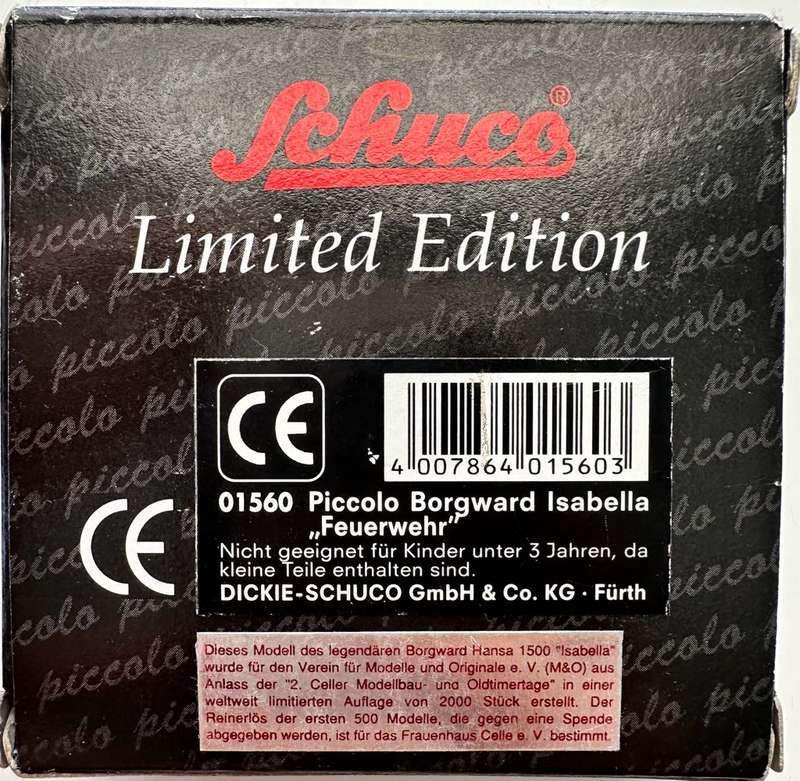 Schuco®
Limited Edition
CE
4 007864 015603
01560 Piccolo Borgward Isabella
„Feuerwehr"
Nicht geeignet für Kinder unter 3 Jahren, da
kleine Teile enthalten sind.
DICKIE-SCHUCO GmbH & Co. KG · Fürth
CE
Dieses Modell des legendären Borgward Hansa 1500 "Isabella"
wurde für den Verein für Modelle und Originale e. V. (M&O) aus
Anlass der "2. Celler Modellbau- und Oldtimertage" in einer
weltweit limitierten Auflage von 2000 Stück erstellt. Der
Reinerlös der ersten 500 Modelle, die gegen eine Spende
abgegeben werden, ist für das Frauenhaus Celle e. V. bestimmt.
piccolo piccolo piccolo